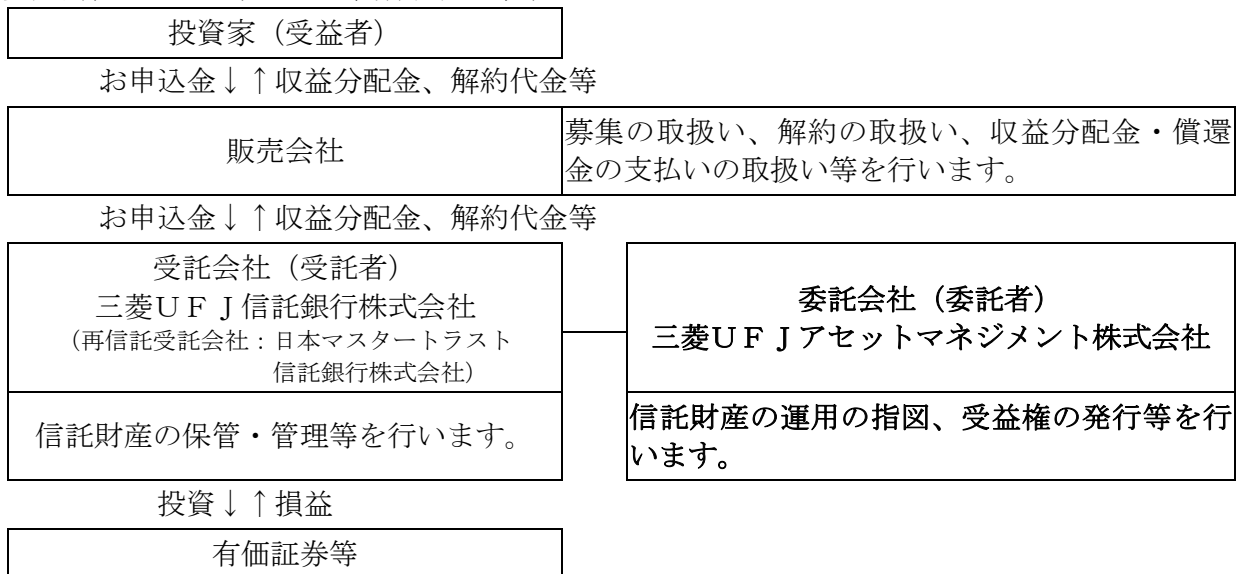 投資家（受益者）
お申込金↓↑収益分配金、解約代金等
販売会社
募集の取扱い、解約の取扱い、収益分配金・償還
金の支払いの取扱い等を行います。
お申込金↓↑収益分配金、解約代金等
受託会社（受託者）
三菱ＵＦＪ信託銀行株式会社
（再信託受託会社：日本マスタートラスト
信託銀行株式会社）
委託会社（委託者）
三菱ＵＦＪアセットマネジメント株式会社
信託財産の保管・管理等を行います。
信託財産の運用の指図、受益権の発行等を行
います。
投資↓↑損益
有価証券等